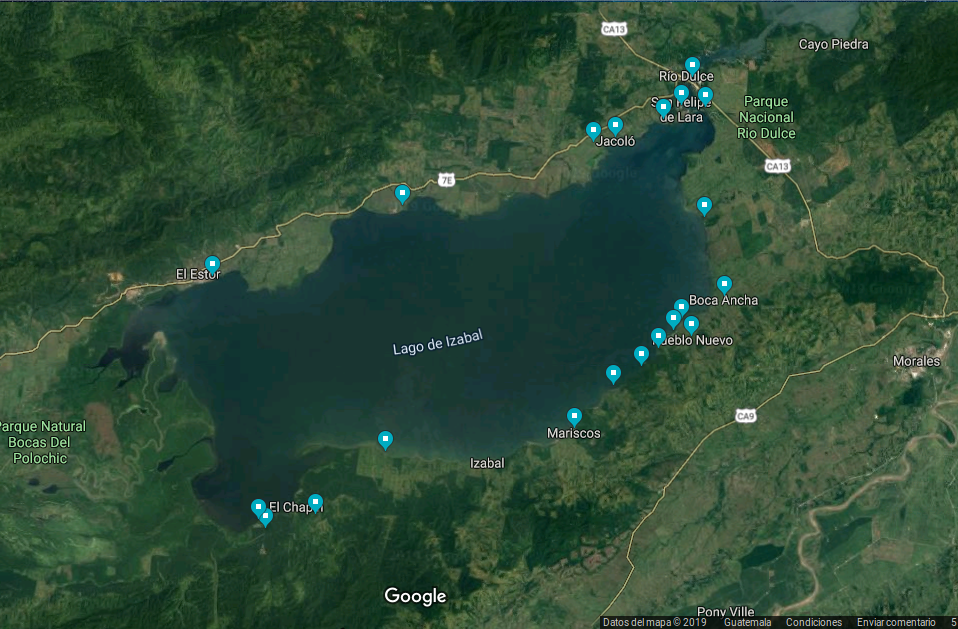 CA13
Cayo Piedra
Río Dulce
San Felipe
de Lara
Parque
Nacional
Rio Dulce
Jacoló
CA13
7E
El Estor
Boca Ancha
Pueblo Nuevo
Lago de Izabal
Morales
CA9
Parque Natural
Bocas Del
Polochic
Mariscos
Izabal
El Chapín
Google
Pony Ville
Datos del mapa © 2019 Guatemala Condiciones Enviar comentario 5